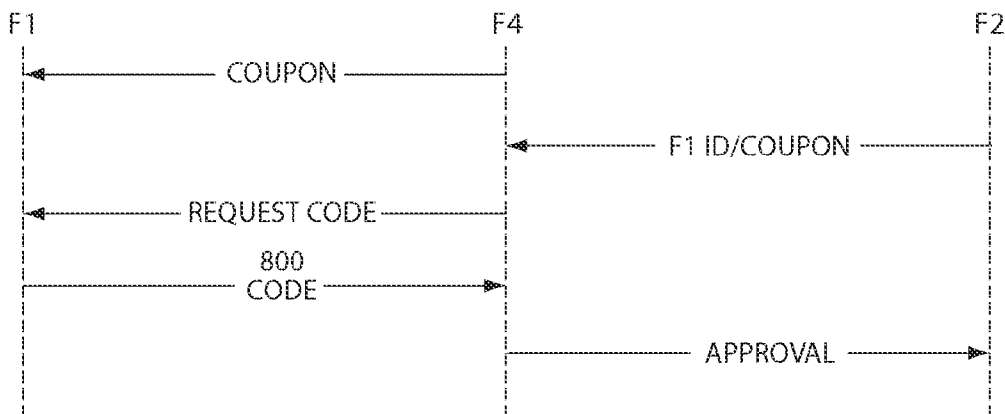 F1 F4 F2
COUPON
F1 ID/COUPON
REQUEST CODE
800
CODE
APPROVAL